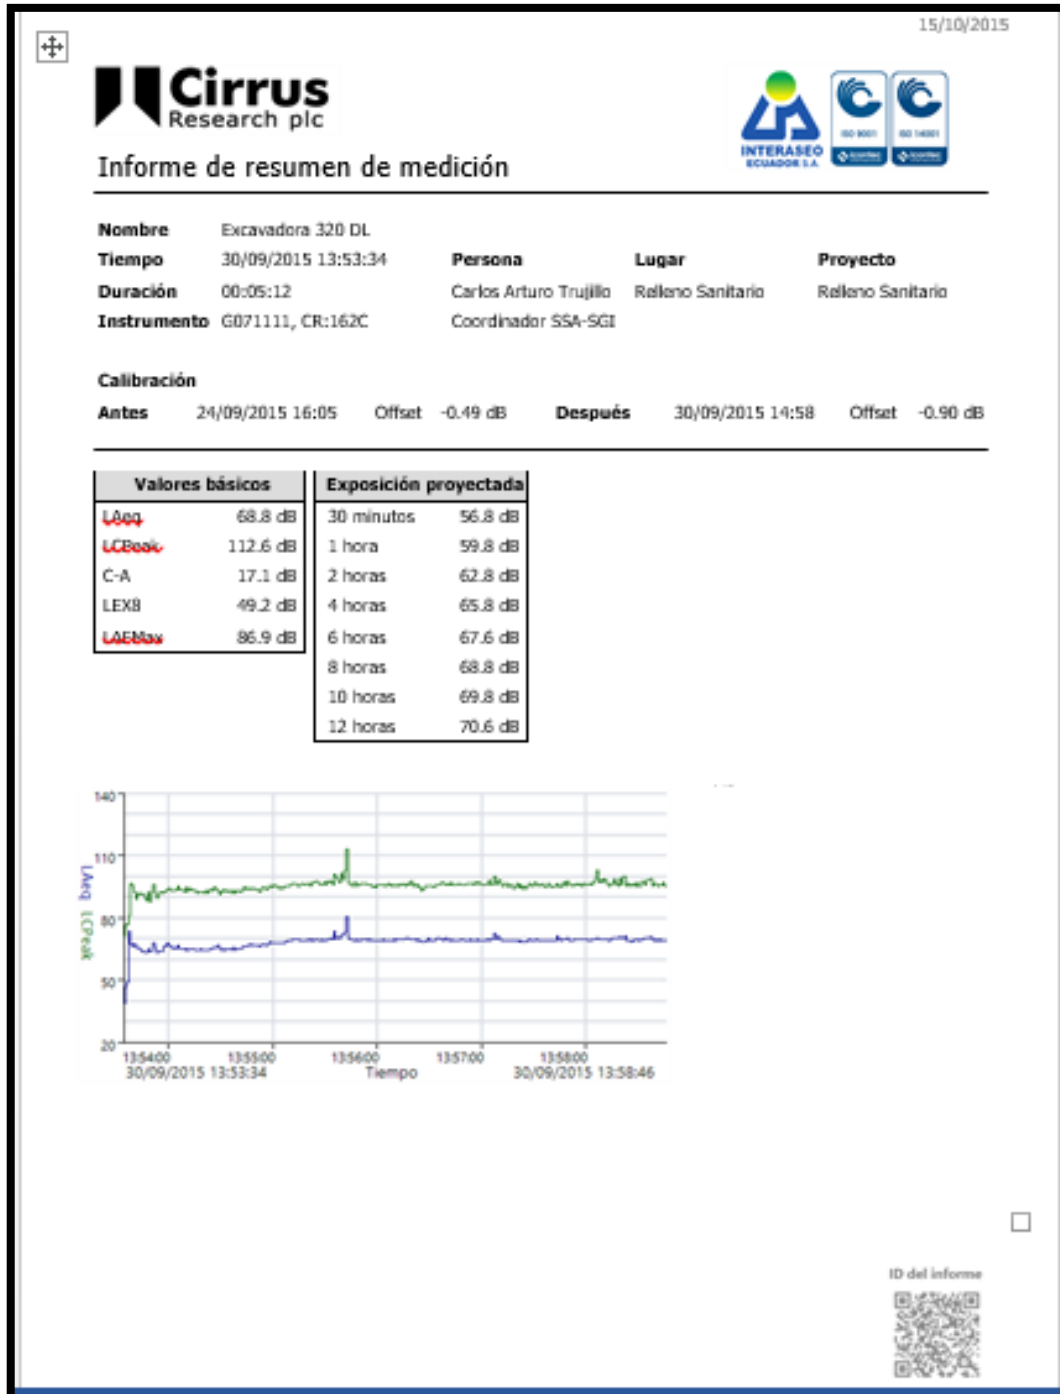 15/10/2015
Cirrus
Research plc
INTERASEO
ECUADOR S.A.
ISO 9001
ISO 14001
icontec
icontec
Informe de resumen de medición
Nombre Excavadora 320 DL
Tiempo 30/09/2015 13:53:34 Persona Lugar Proyecto
Duración 00:05:12 Carlos Arturo Trujillo Relleno Sanitario Relleno Sanitario
Instrumento G071111, CR:162C Coordinador SSA-SGI
Calibración
Antes 24/09/2015 16:05 Offset -0.49 dB Después 30/09/2015 14:58 Offset -0.90 dB
Valores básicos
LAeq 68.8 dB
LCPeak 112.6 dB
C-A 17.1 dB
LEX8 49.2 dB
LAFMax 86.9 dB
Exposición proyectada
30 minutos 56.8 dB
1 hora 59.8 dB
2 horas 62.8 dB
4 horas 65.8 dB
6 horas 67.6 dB
8 horas 68.8 dB
10 horas 69.8 dB
12 horas 70.6 dB
LAeq LCPeak
140
110
80
50
20
13:54:00 13:55:00 13:56:00 13:57:00 13:58:00
30/09/2015 13:53:34 Tiempo 30/09/2015 13:58:46
ID del informe